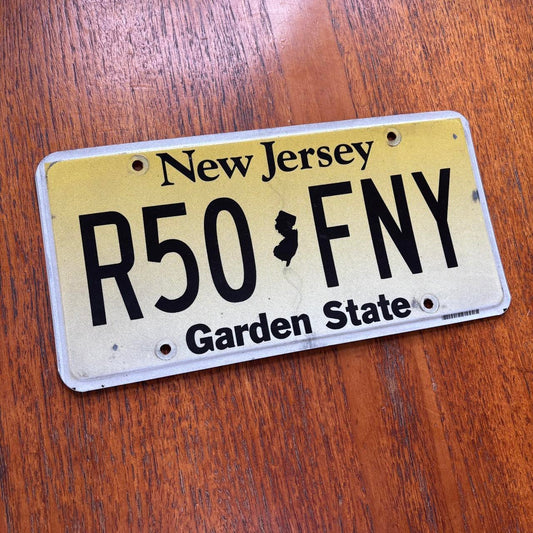 New Jersey
R50 FNY
Garden State